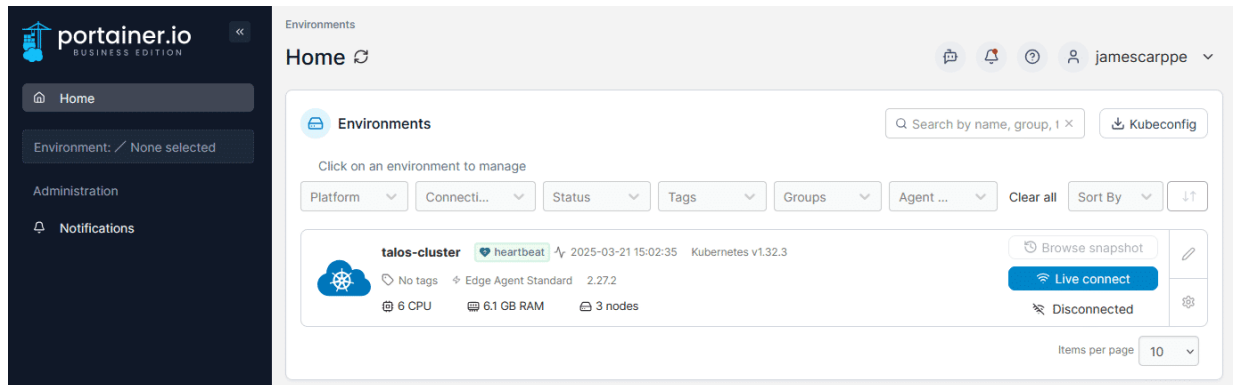 portainer.io
BUSINESS EDITION
Home
Environment: None selected
Administration
Notifications
Environments
Home
jamescarppe
Environments
Search by name, group, t
Kubeconfig
Click on an environment to manage
Platform
Connecti...
Status
Tags
Groups
Agent ...
Clear all
Sort By
talos-cluster heartbeat 2025-03-21 15:02:35 Kubernetes v1.32.3
No tags Edge Agent Standard 2.27.2
6 CPU 6.1 GB RAM 3 nodes
Browse snapshot
Live connect
Disconnected
Items per page 10